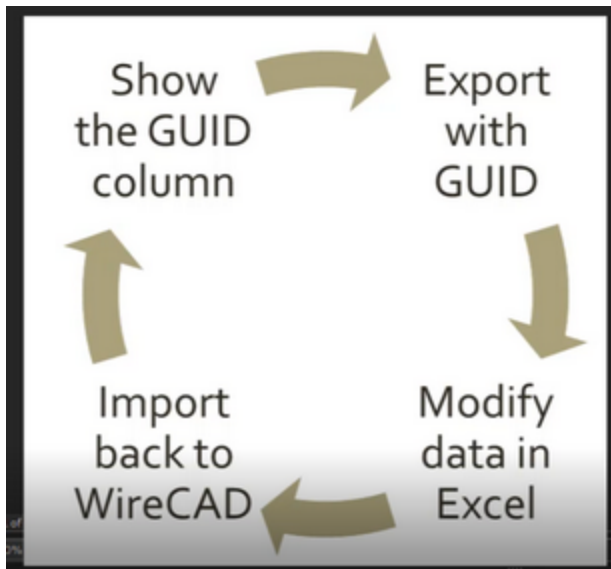 Show
the GUID
column
Export
with
GUID
Modify
data in
Excel
Import
back to
WireCAD